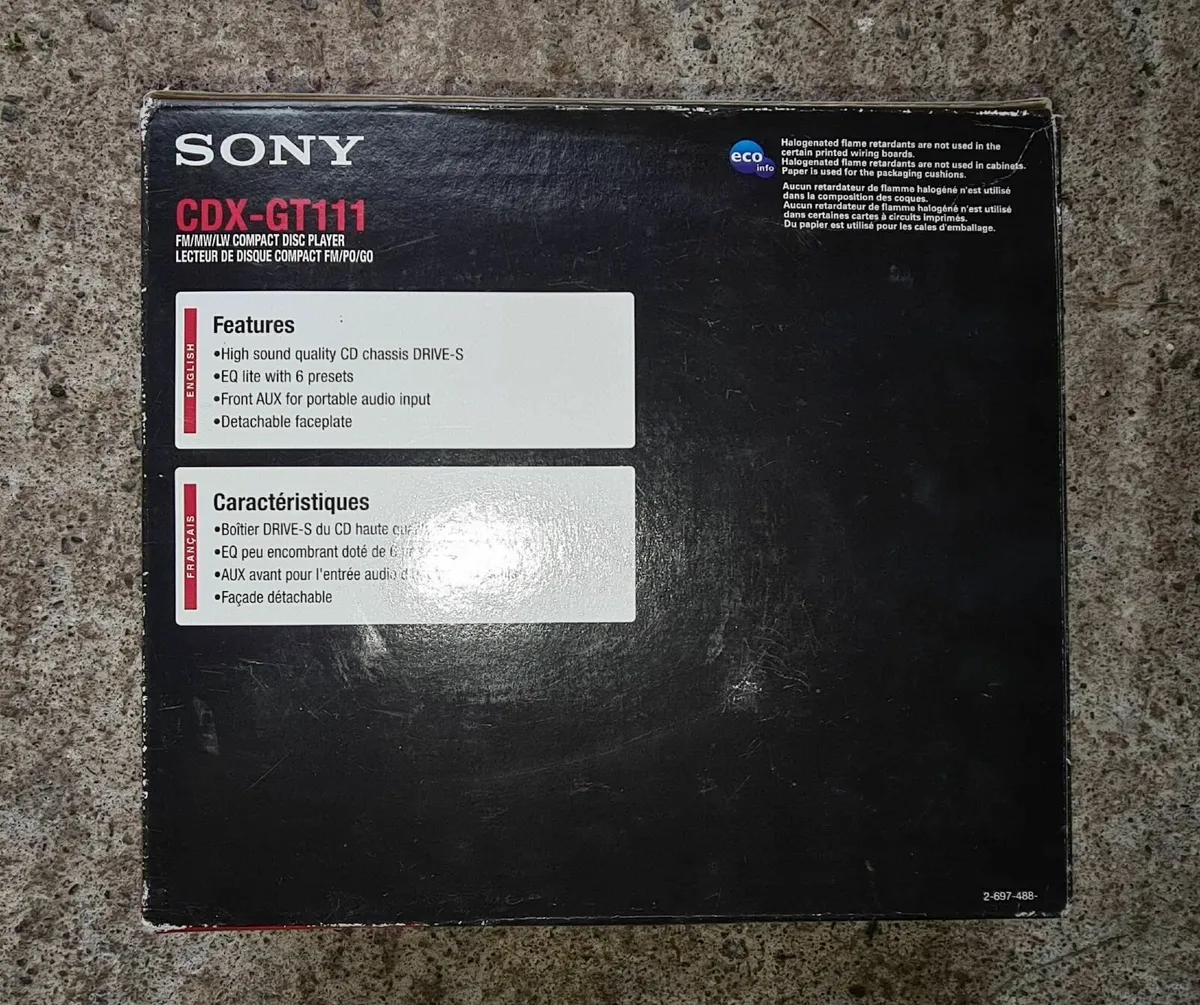 SONY
CDX-GT111
FM/MW/LW COMPACT DISC PLAYER
LECTEUR DE DISQUE COMPACT FM/PO/GO
eco
info
Halogenated flame retardants are not used in the
certain printed wiring boards.
Halogenated flame retardants are not used in cabinets.
Paper is used for the packaging cushions.
Aucun retardateur de flamme halogéné n'est utilisé
dans la composition des coques.
Aucun retardateur de flamme halogéné n'est utilisé
dans certaines cartes à circuits imprimés.
Du papier est utilisé pour les cales d'emballage.
ENGLISH
Features
•High sound quality CD chassis DRIVE-S
•EQ lite with 6 presets
•Front AUX for portable audio input
•Detachable faceplate
FRANÇAIS
Caractéristiques
•Boîtier DRIVE-S du CD haute
•EQ peu encombrant doté de 6
•AUX avant pour l'entrée audio
•Façade détachable
2-697-488-